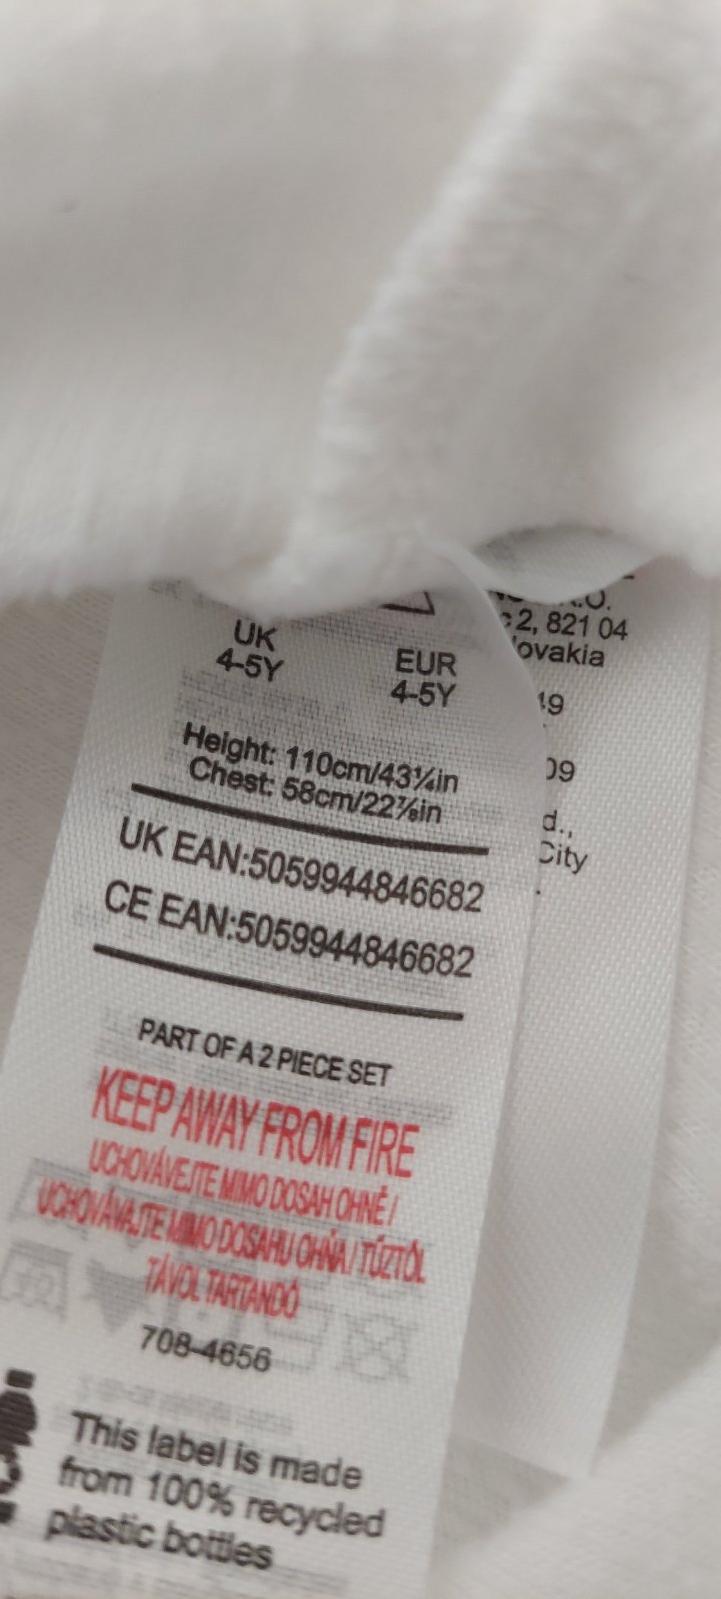 UK
4-5Y
EUR
4-5Y
Height: 110cm/43¼in
Chest: 58cm/22⅞in
UK EAN:5059944846682
CE EAN:5059944846682
PART OF A 2 PIECE SET
KEEP AWAY FROM FIRE
UCHOVÁVEJTE MIMO DOSAH OHNĚ /
UCHOVÁVAJTE MIMO DOSAHU OHŇA / TŰZTŐL
TÁVOL TARTANDÓ
708-4656
This label is made
from 100% recycled
plastic bottles
2, 821 04
lovakia
49
09
d.,
City